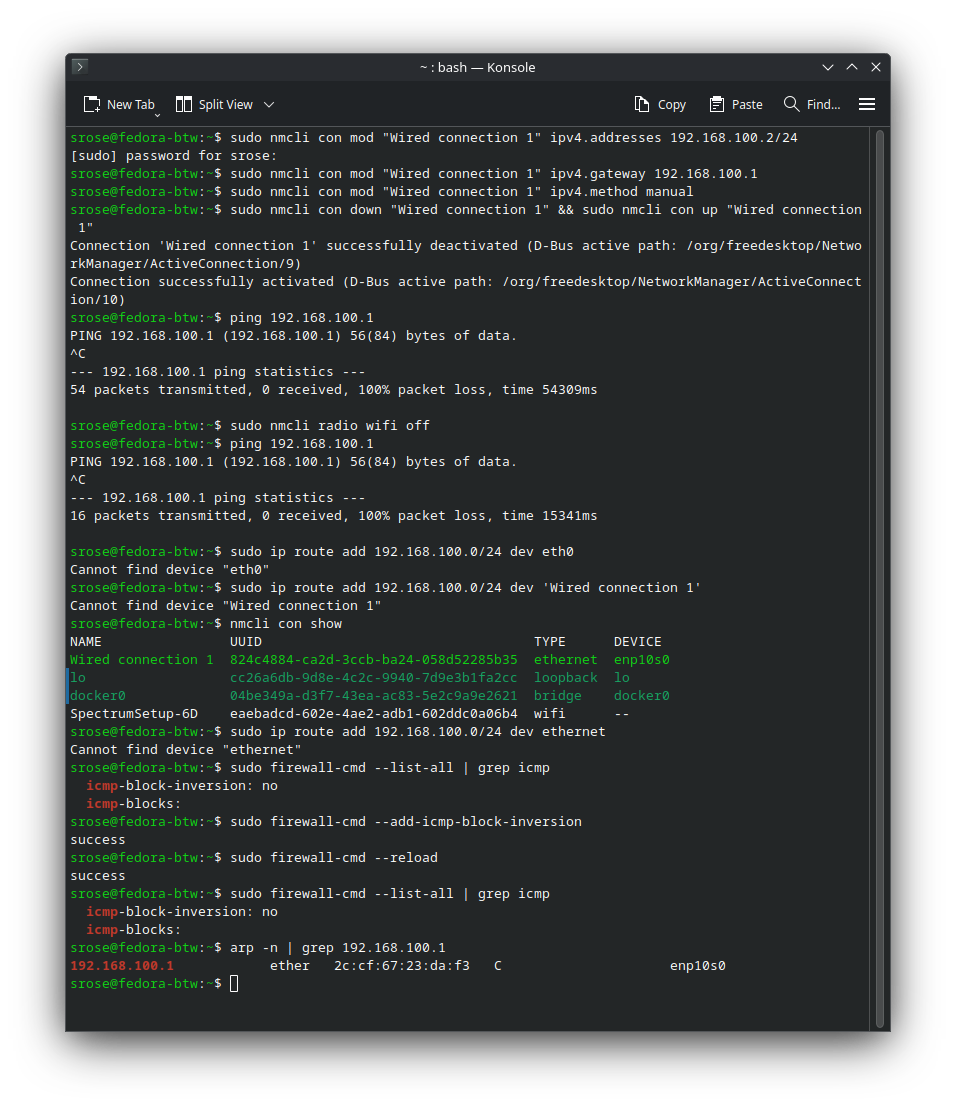 ~ : bash — Konsole
New Tab
Split View
Copy
Paste
Find...
srose@fedora-btw:~$ sudo nmcli con mod "Wired connection 1" ipv4.addresses 192.168.100.2/24
[sudo] password for srose:
srose@fedora-btw:~$ sudo nmcli con mod "Wired connection 1" ipv4.gateway 192.168.100.1
srose@fedora-btw:~$ sudo nmcli con mod "Wired connection 1" ipv4.method manual
srose@fedora-btw:~$ sudo nmcli con down "Wired connection 1" && sudo nmcli con up "Wired connection
 1"
Connection 'Wired connection 1' successfully deactivated (D-Bus active path: /org/freedesktop/Netwo
rkManager/ActiveConnection/9)
Connection successfully activated (D-Bus active path: /org/freedesktop/NetworkManager/ActiveConnect
ion/10)
srose@fedora-btw:~$ ping 192.168.100.1
PING 192.168.100.1 (192.168.100.1) 56(84) bytes of data.
^C
--- 192.168.100.1 ping statistics ---
54 packets transmitted, 0 received, 100% packet loss, time 54309ms

srose@fedora-btw:~$ sudo nmcli radio wifi off
srose@fedora-btw:~$ ping 192.168.100.1
PING 192.168.100.1 (192.168.100.1) 56(84) bytes of data.
^C
--- 192.168.100.1 ping statistics ---
16 packets transmitted, 0 received, 100% packet loss, time 15341ms

srose@fedora-btw:~$ sudo ip route add 192.168.100.0/24 dev eth0
Cannot find device "eth0"
srose@fedora-btw:~$ sudo ip route add 192.168.100.0/24 dev 'Wired connection 1'
Cannot find device "Wired connection 1"
srose@fedora-btw:~$ nmcli con show
NAME                UUID                                  TYPE      DEVICE
Wired connection 1  824c4884-ca2d-3ccb-ba24-058d52285b35  ethernet  enp10s0
lo                  cc26a6db-9d8e-4c2c-9940-7d9e3b1fa2cc  loopback  lo
docker0             04be349a-d3f7-43ea-ac83-5e2c9a9e2621  bridge    docker0
SpectrumSetup-6D    eaebadcd-602e-4ae2-adb1-602ddc0a06b4  wifi      --
srose@fedora-btw:~$ sudo ip route add 192.168.100.0/24 dev ethernet
Cannot find device "ethernet"
srose@fedora-btw:~$ sudo firewall-cmd --list-all | grep icmp
  icmp-block-inversion: no
  icmp-blocks:
srose@fedora-btw:~$ sudo firewall-cmd --add-icmp-block-inversion
success
srose@fedora-btw:~$ sudo firewall-cmd --reload
success
srose@fedora-btw:~$ sudo firewall-cmd --list-all | grep icmp
  icmp-block-inversion: no
  icmp-blocks:
srose@fedora-btw:~$ arp -n | grep 192.168.100.1
192.168.100.1            ether   2c:cf:67:23:da:f3   C                     enp10s0
srose@fedora-btw:~$